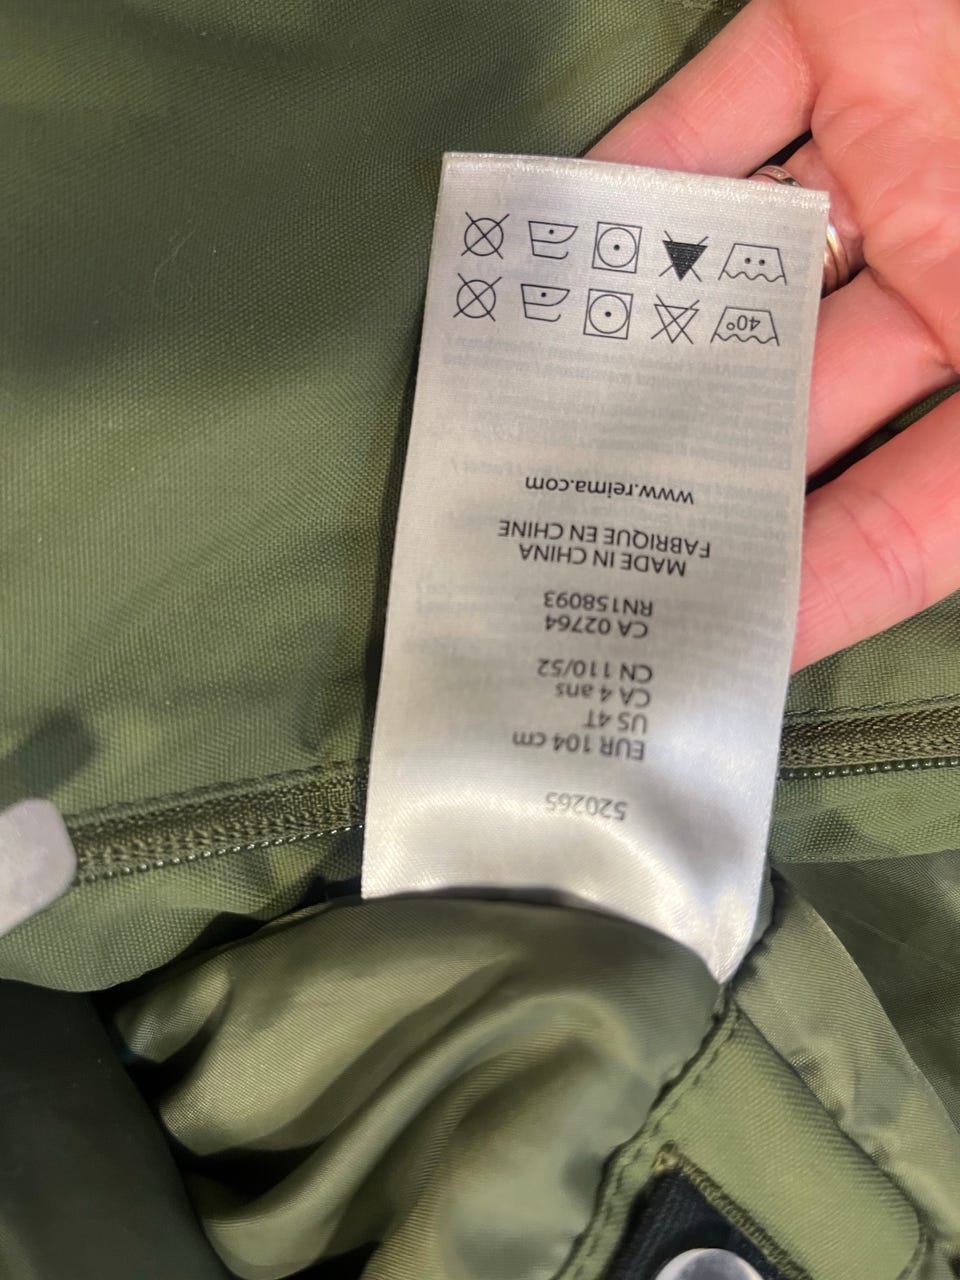 520265
EUR 104 cm
US 4T
CA 4 ans
CN 110/52
CA 02764
RN158093
MADE IN CHINA
FABRIQUE EN CHINE
www.reima.com
40°